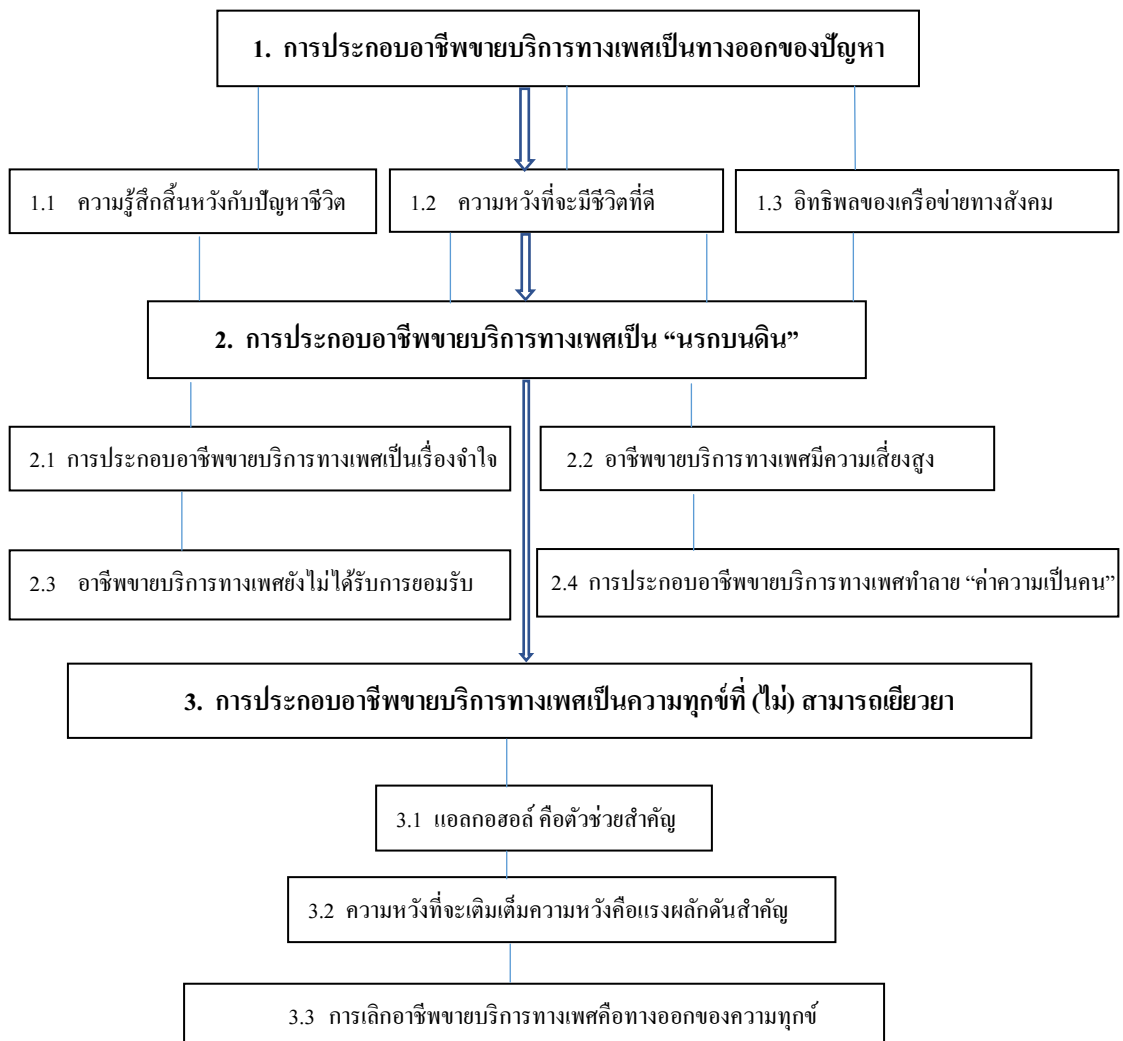 1. การประกอบอาชีพขายบริการทางเพศเป็นทางออกของปัญหา
1.1 ความรู้สึกสิ้นหวังกับปัญหาชีวิต
1.2 ความหวังที่จะมีชีวิตที่ดี
1.3 อิทธิพลของเครือข่ายทางสังคม
2. การประกอบอาชีพขายบริการทางเพศเป็น “นรกบนดิน”
2.1 การประกอบอาชีพขายบริการทางเพศเป็นเรื่องจำใจ
2.2 อาชีพขายบริการทางเพศมีความเสี่ยงสูง
2.3 อาชีพขายบริการทางเพศยังไม่ได้รับการยอมรับ
2.4 การประกอบอาชีพขายบริการทางเพศทำลาย “ค่าความเป็นคน”
3. การประกอบอาชีพขายบริการทางเพศเป็นความทุกข์ที่ (ไม่) สามารถเยียวยา
3.1 แอลกอฮอล์ คือตัวช่วยสำคัญ
3.2 ความหวังที่จะเติมเต็มความหวังคือแรงผลักดันสำคัญ
3.3 การเลิกอาชีพขายบริการทางเพศคือทางออกของความทุกข์